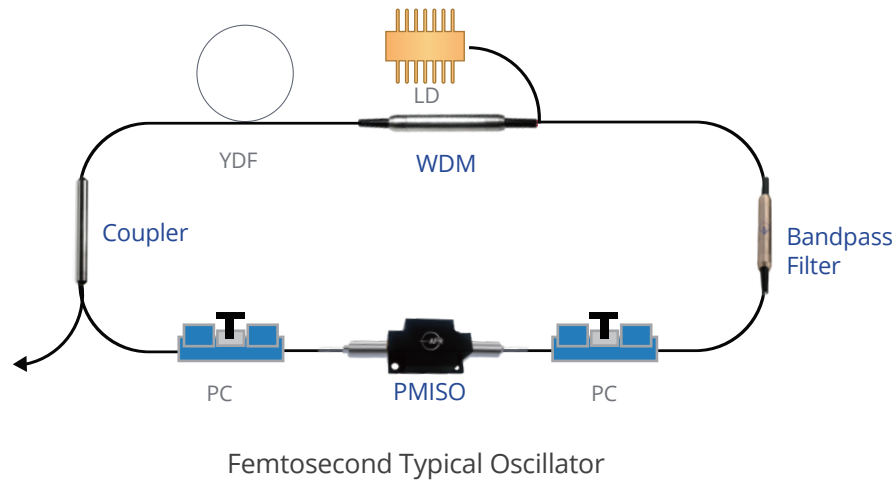 LD
YDF
WDM
Coupler
Bandpass
Filter
PC
PMISO
PC
Femtosecond Typical Oscillator